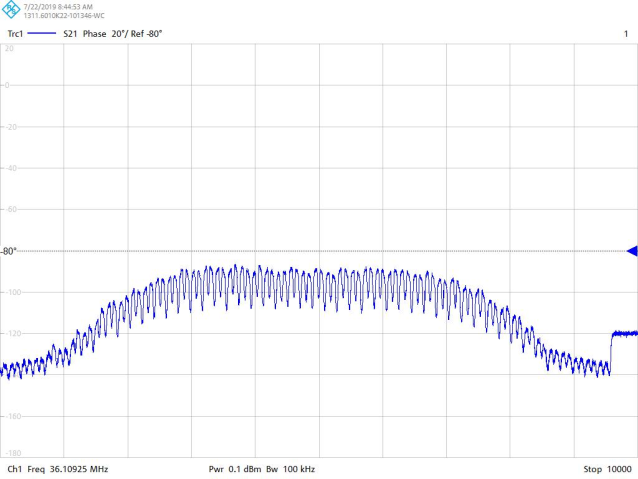 7/22/2019 8:44:53 AM
1311.6010K22-101346-WC
Trc1 S21 Phase 20°/ Ref -80° 1
20
0
-20
-40
-60
-80°
-100
-120
-140
-160
-180
Ch1 Freq 36.10925 MHz Pwr 0.1 dBm Bw 100 kHz Stop 10000